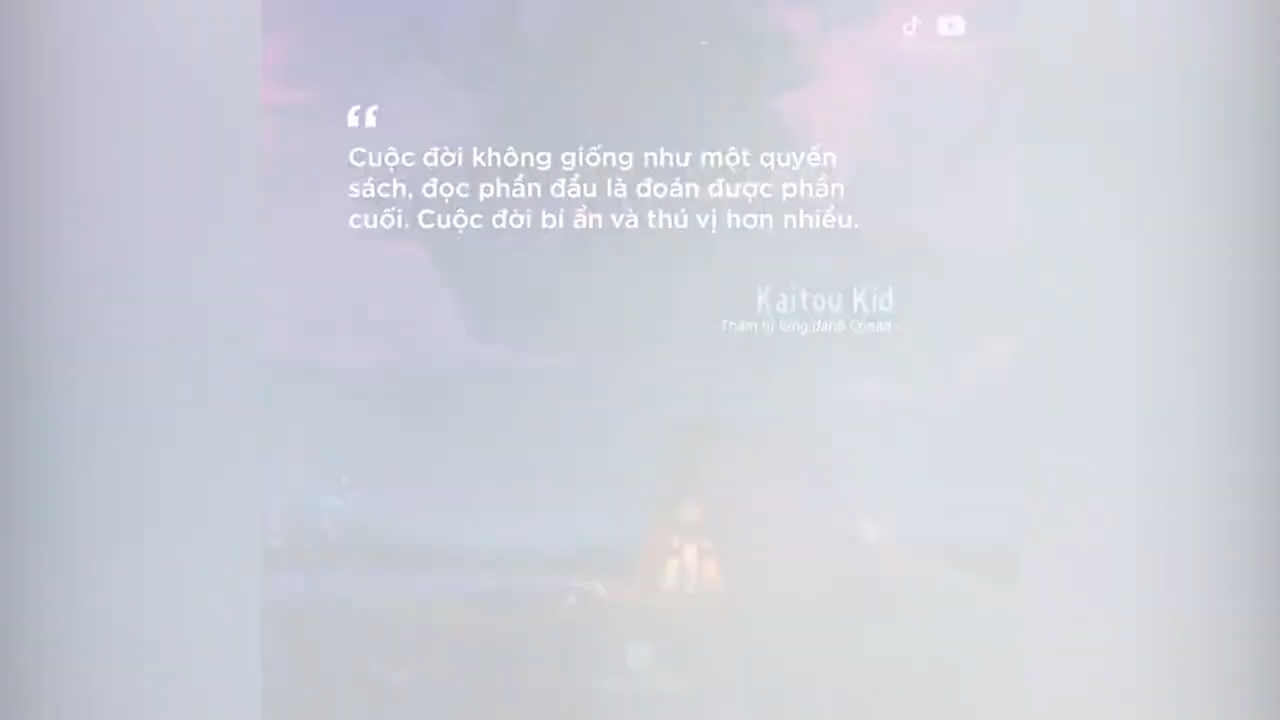 “
Cuộc đời không giống như một quyển
sách, đọc phần đầu là đoán được phần
cuối. Cuộc đời bí ẩn và thú vị hơn nhiều.
Kaitou Kid
Thám tử lừng danh Conan